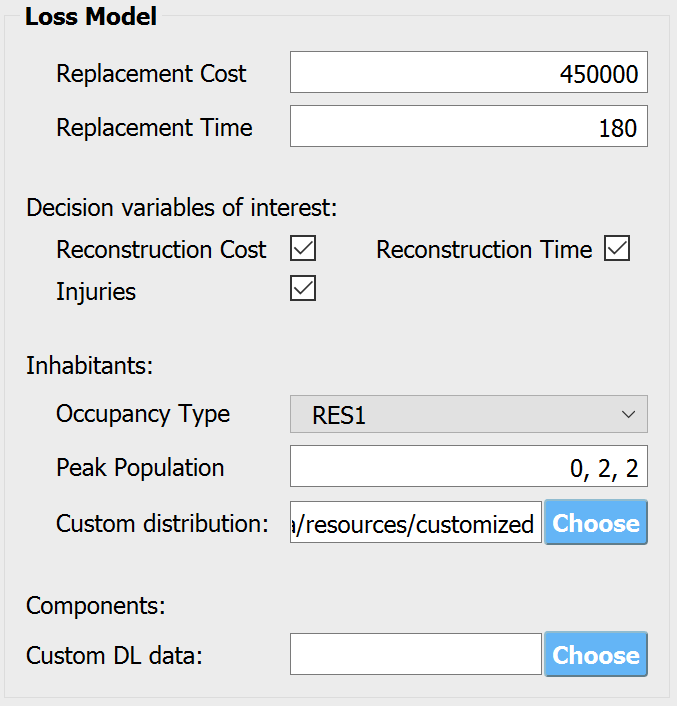 Loss Model
Replacement Cost 450000
Replacement Time 180
Decision variables of interest:
Reconstruction Cost Reconstruction Time
Injuries
Inhabitants:
Occupancy Type RES1
Peak Population 0, 2, 2
Custom distribution: a/resources/customized Choose
Components:
Custom DL data: Choose